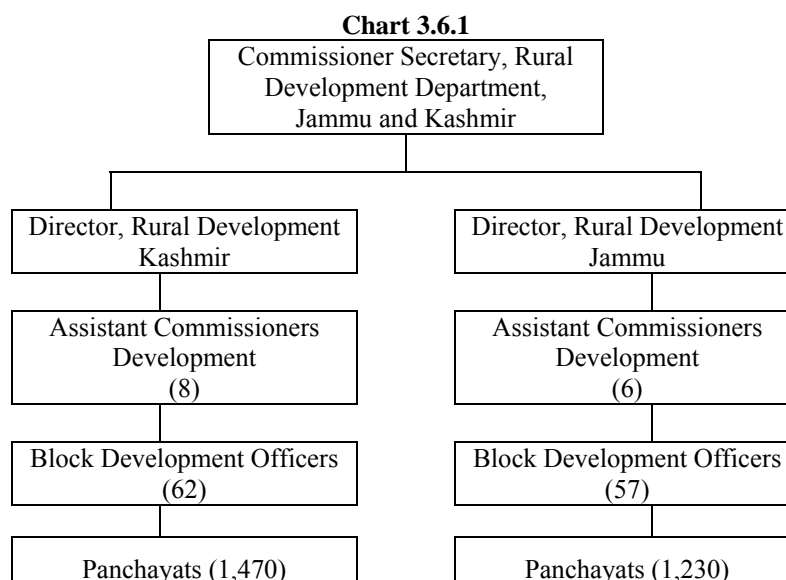 Chart 3.6.1
Commissioner Secretary, Rural
Development Department,
Jammu and Kashmir
Director, Rural Development
Kashmir
Director, Rural Development
Jammu
Assistant Commissioners
Development
(8)
Assistant Commissioners
Development
(6)
Block Development Officers
(62)
Block Development Officers
(57)
Panchayats (1,470)
Panchayats (1,230)